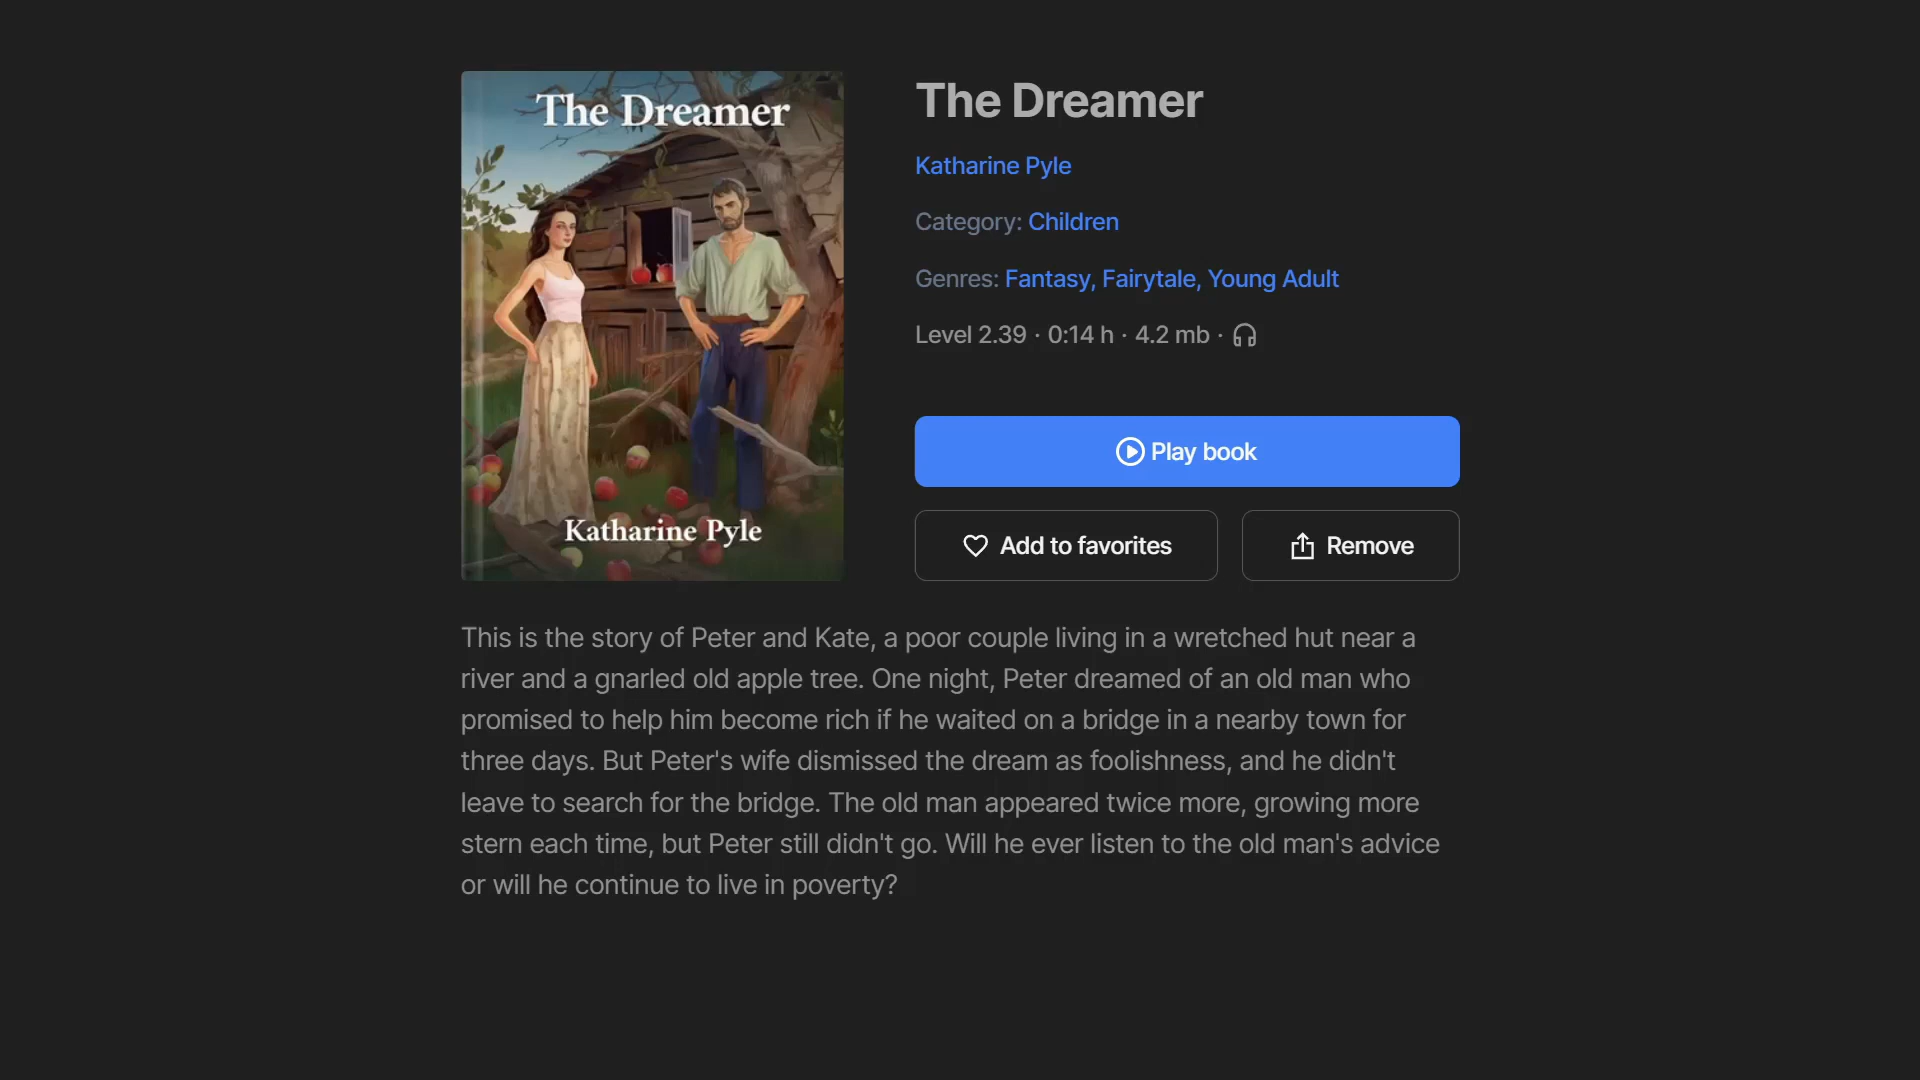 The Dreamer
Katharine Pyle
The Dreamer
Katharine Pyle
Category: Children
Genres: Fantasy, Fairytale, Young Adult
Level 2.39 · 0:14 h · 4.2 mb ·
Play book
Add to favorites
Remove
This is the story of Peter and Kate, a poor couple living in a wretched hut near a
river and a gnarled old apple tree. One night, Peter dreamed of an old man who
promised to help him become rich if he waited on a bridge in a nearby town for
three days. But Peter's wife dismissed the dream as foolishness, and he didn't
leave to search for the bridge. The old man appeared twice more, growing more
stern each time, but Peter still didn't go. Will he ever listen to the old man's advice
or will he continue to live in poverty?